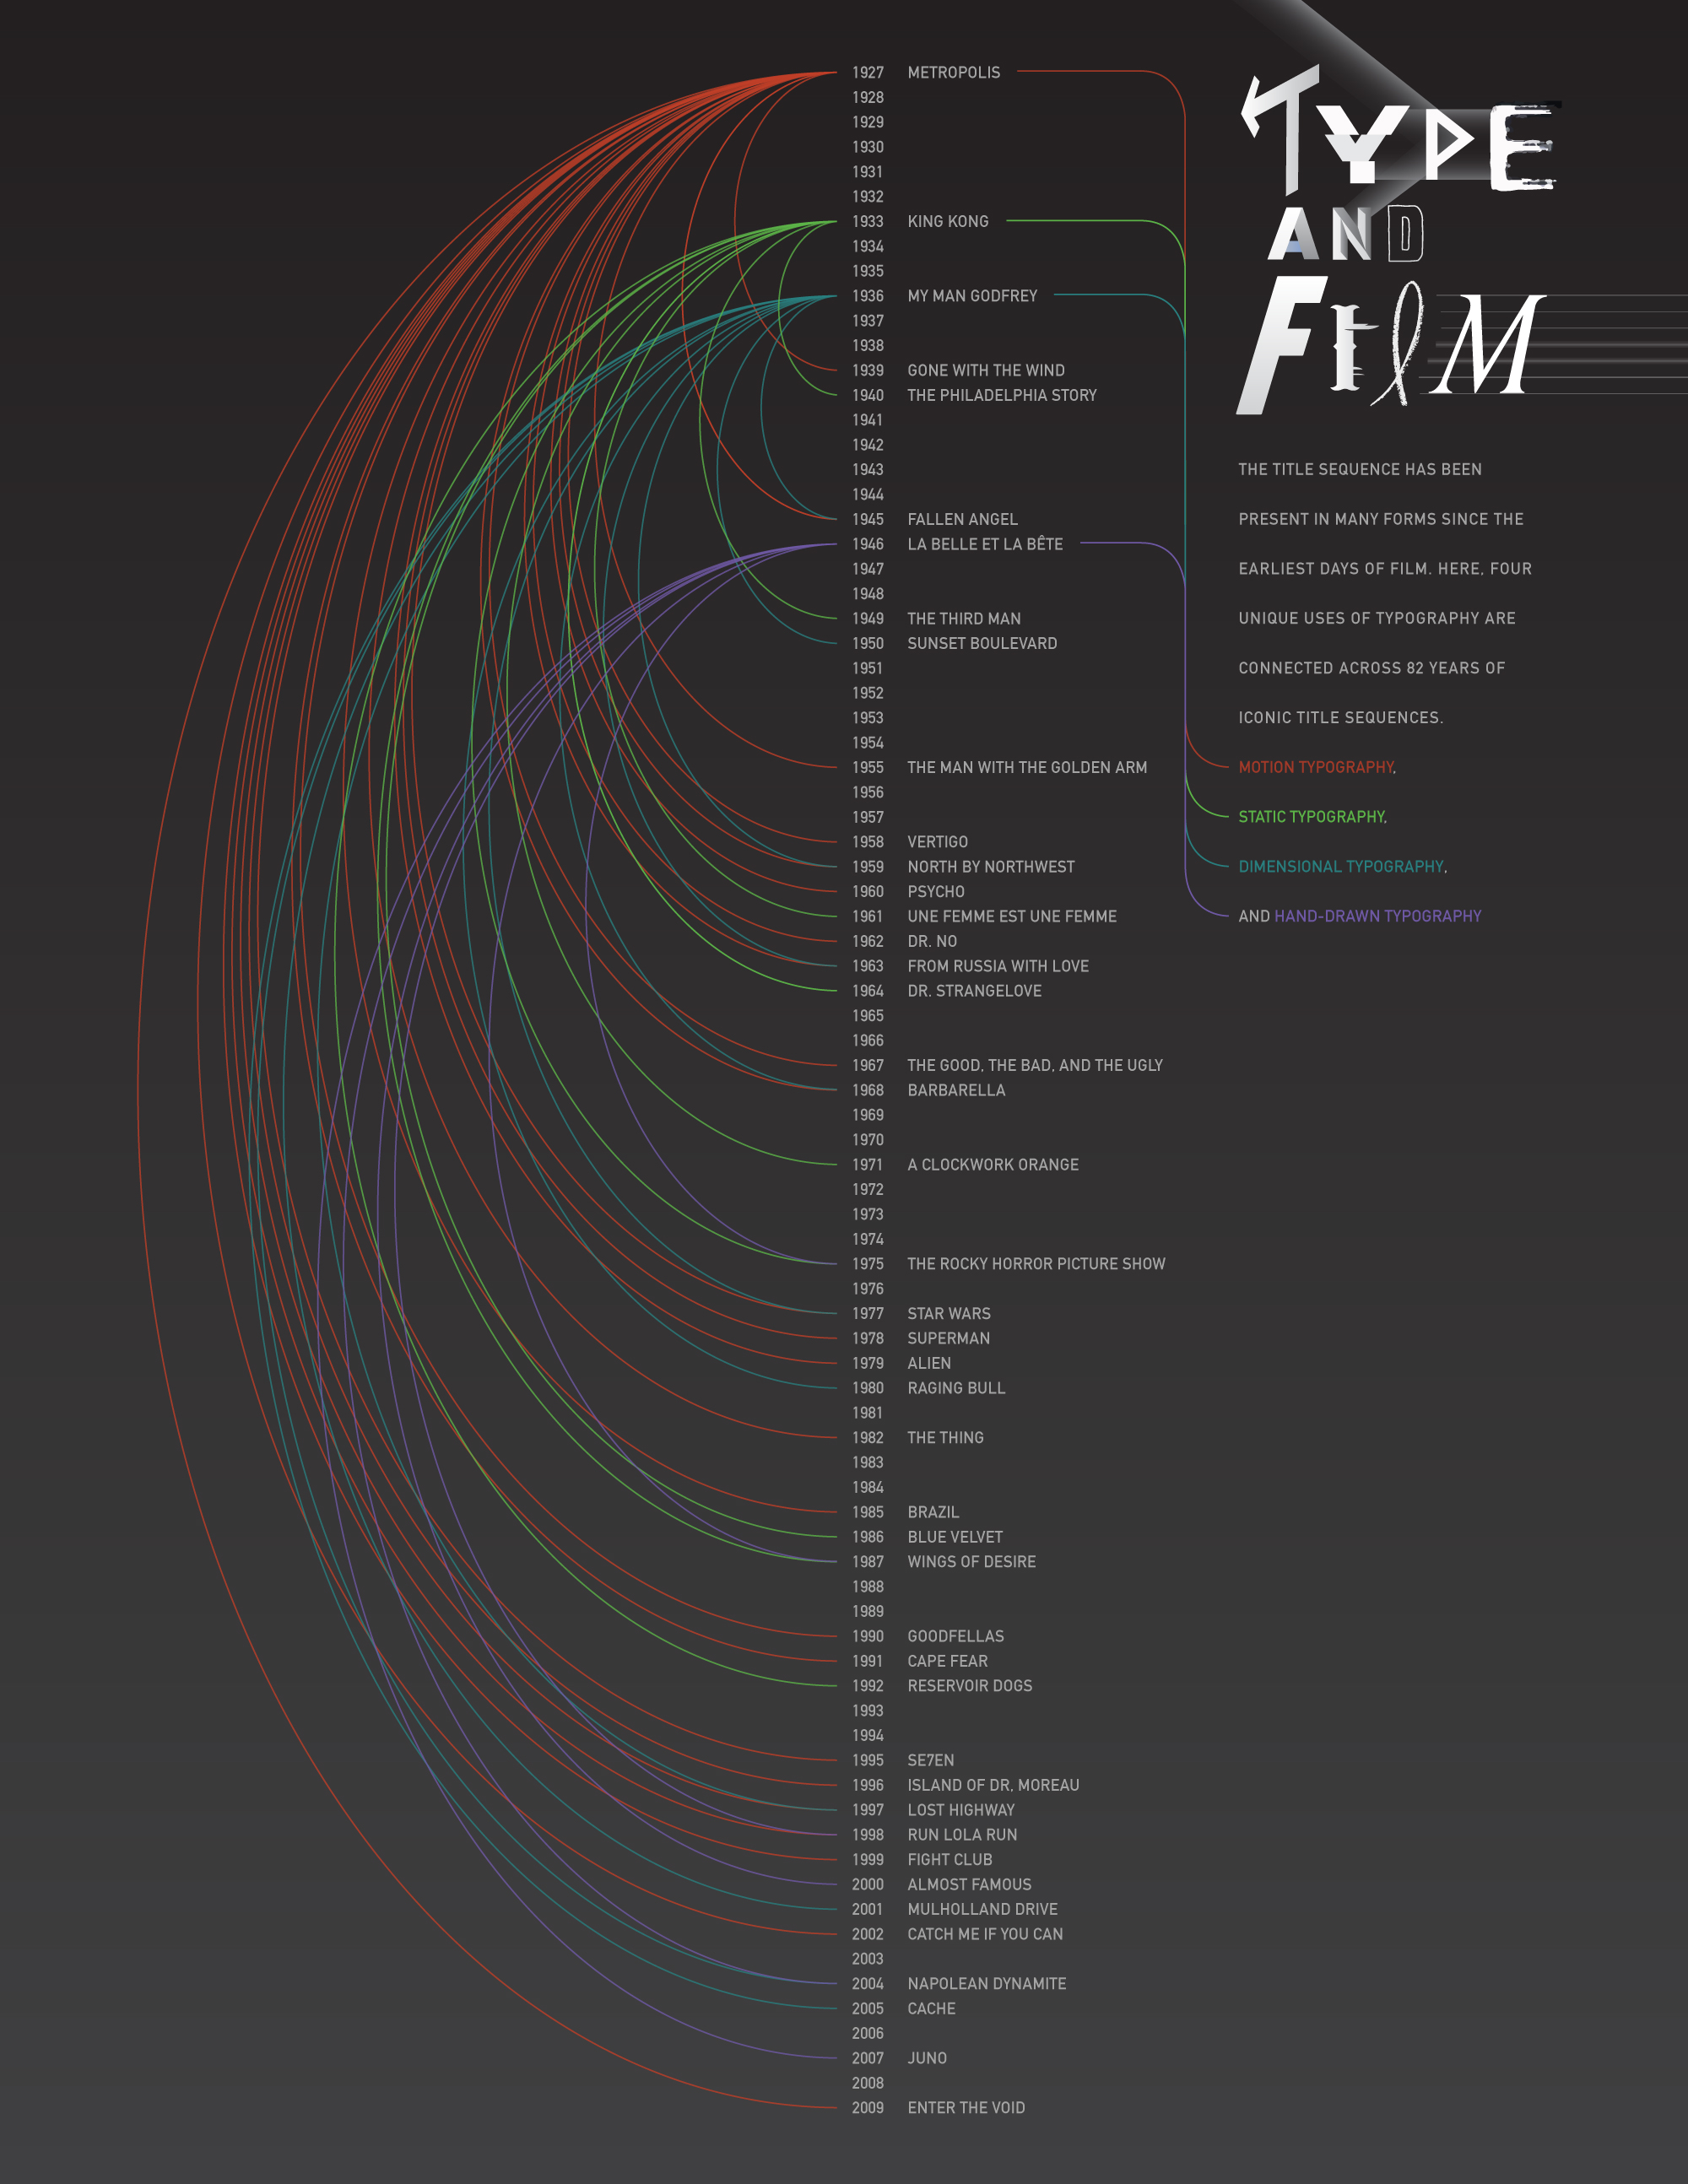 TYPE
AND
FILM
THE TITLE SEQUENCE HAS BEEN
PRESENT IN MANY FORMS SINCE THE
EARLIEST DAYS OF FILM. HERE, FOUR
UNIQUE USES OF TYPOGRAPHY ARE
CONNECTED ACROSS 82 YEARS OF
ICONIC TITLE SEQUENCES.
MOTION TYPOGRAPHY,
STATIC TYPOGRAPHY,
DIMENSIONAL TYPOGRAPHY,
AND HAND-DRAWN TYPOGRAPHY
1927 METROPOLIS
1928
1929
1930
1931
1932
1933 KING KONG
1934
1935
1936 MY MAN GODFREY
1937
1938
1939 GONE WITH THE WIND
1940 THE PHILADELPHIA STORY
1941
1942
1943
1944
1945 FALLEN ANGEL
1946 LA BELLE ET LA BÊTE
1947
1948
1949 THE THIRD MAN
1950 SUNSET BOULEVARD
1951
1952
1953
1954
1955 THE MAN WITH THE GOLDEN ARM
1956
1957
1958 VERTIGO
1959 NORTH BY NORTHWEST
1960 PSYCHO
1961 UNE FEMME EST UNE FEMME
1962 DR. NO
1963 FROM RUSSIA WITH LOVE
1964 DR. STRANGELOVE
1965
1966
1967 THE GOOD, THE BAD, AND THE UGLY
1968 BARBARELLA
1969
1970
1971 A CLOCKWORK ORANGE
1972
1973
1974
1975 THE ROCKY HORROR PICTURE SHOW
1976
1977 STAR WARS
1978 SUPERMAN
1979 ALIEN
1980 RAGING BULL
1981
1982 THE THING
1983
1984
1985 BRAZIL
1986 BLUE VELVET
1987 WINGS OF DESIRE
1988
1989
1990 GOODFELLAS
1991 CAPE FEAR
1992 RESERVOIR DOGS
1993
1994
1995 SE7EN
1996 ISLAND OF DR, MOREAU
1997 LOST HIGHWAY
1998 RUN LOLA RUN
1999 FIGHT CLUB
2000 ALMOST FAMOUS
2001 MULHOLLAND DRIVE
2002 CATCH ME IF YOU CAN
2003
2004 NAPOLEAN DYNAMITE
2005 CACHE
2006
2007 JUNO
2008
2009 ENTER THE VOID